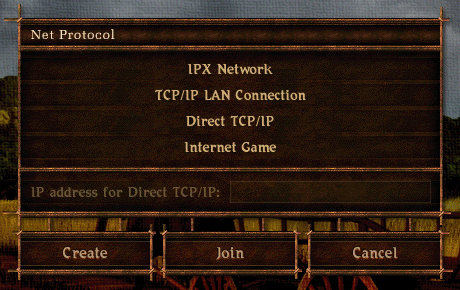 Net Protocol
IPX Network
TCP/IP LAN Connection
Direct TCP/IP
Internet Game
IP address for Direct TCP/IP:
Create
Join
Cancel